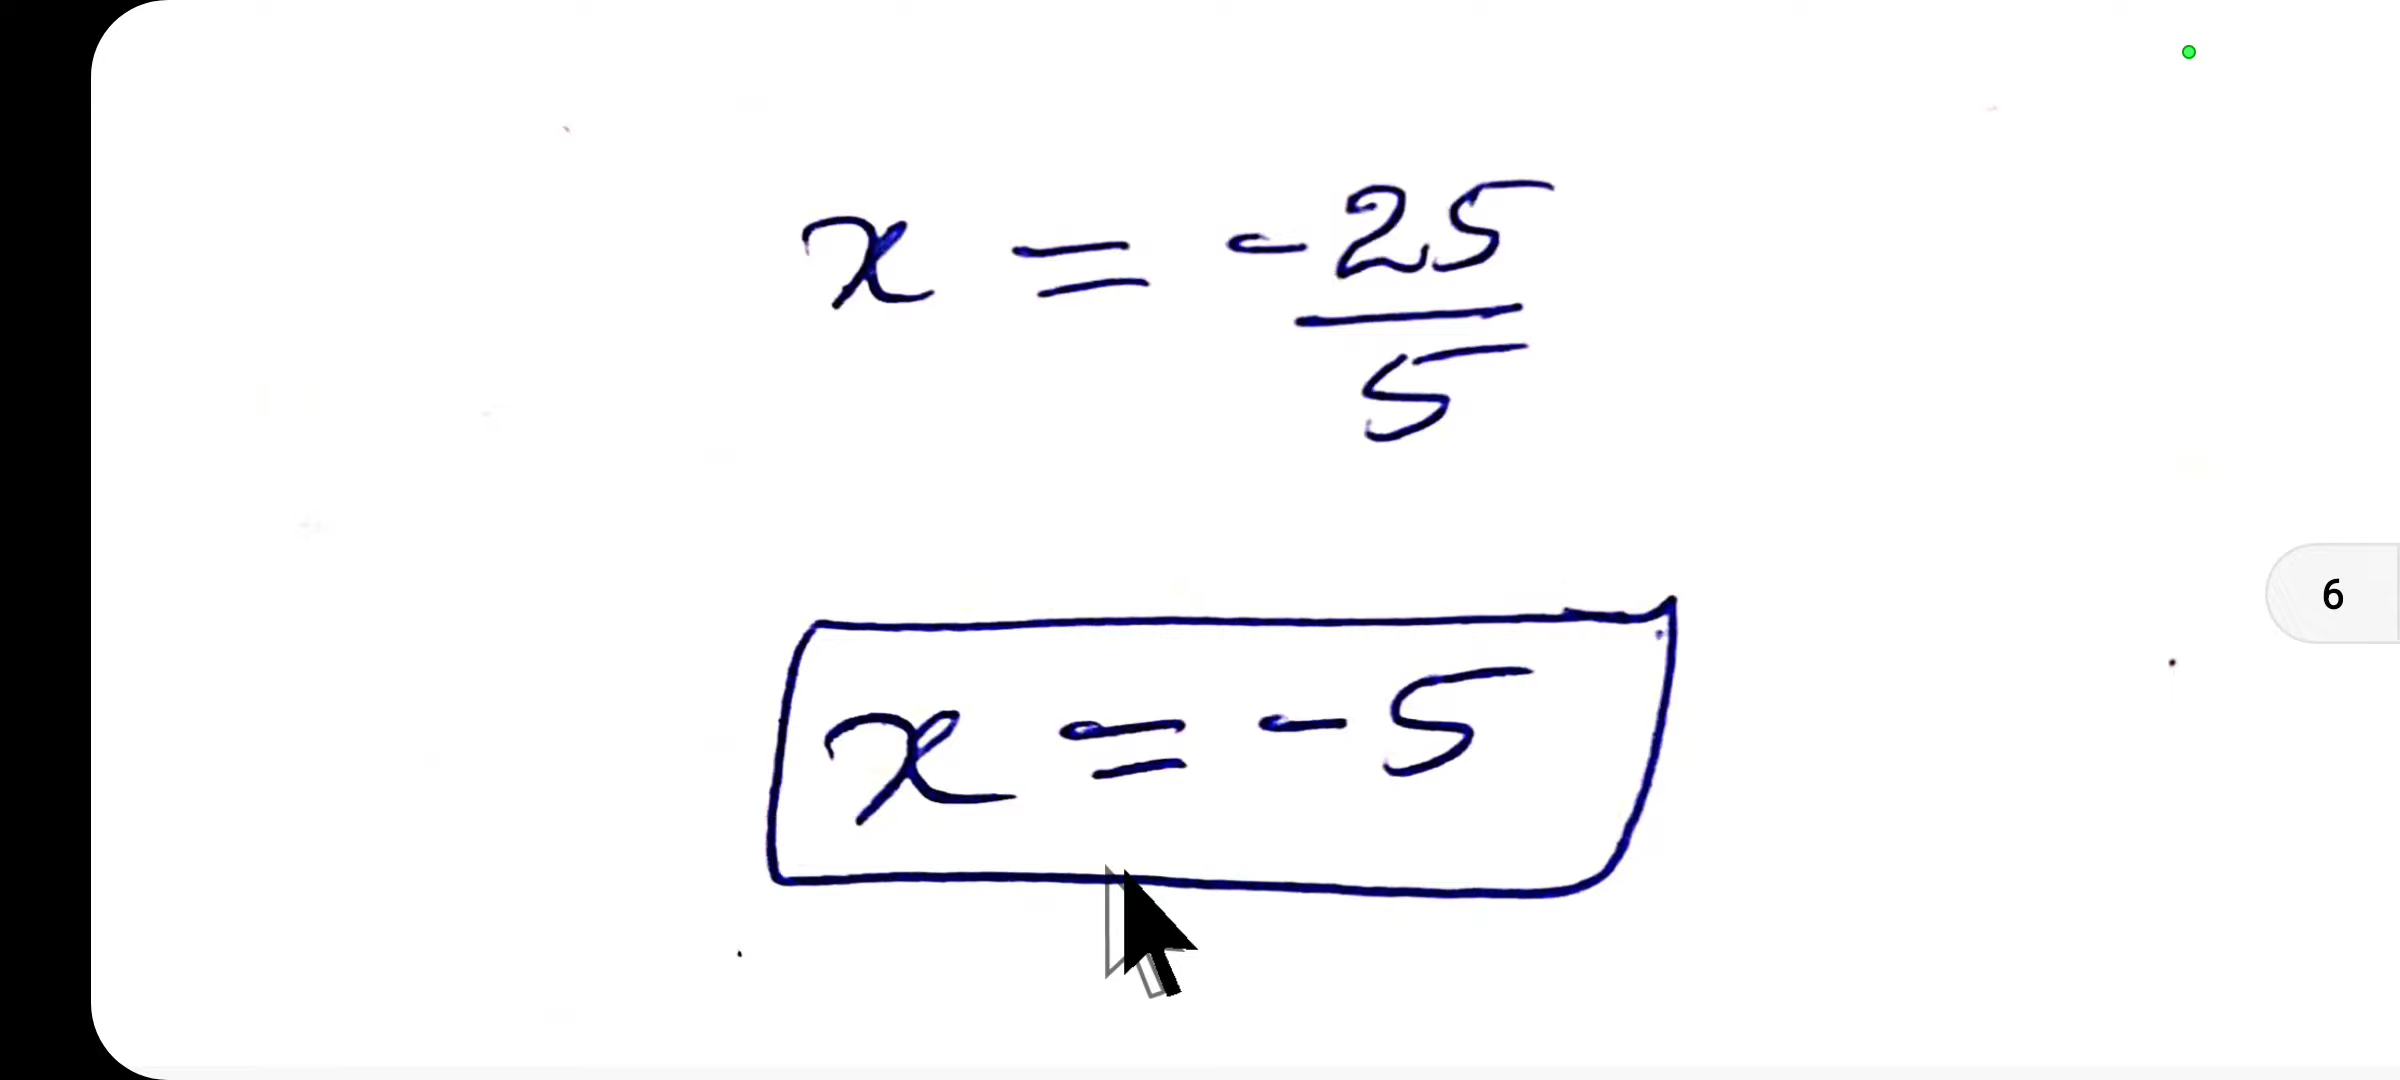 x = -25/5
6
x = -5